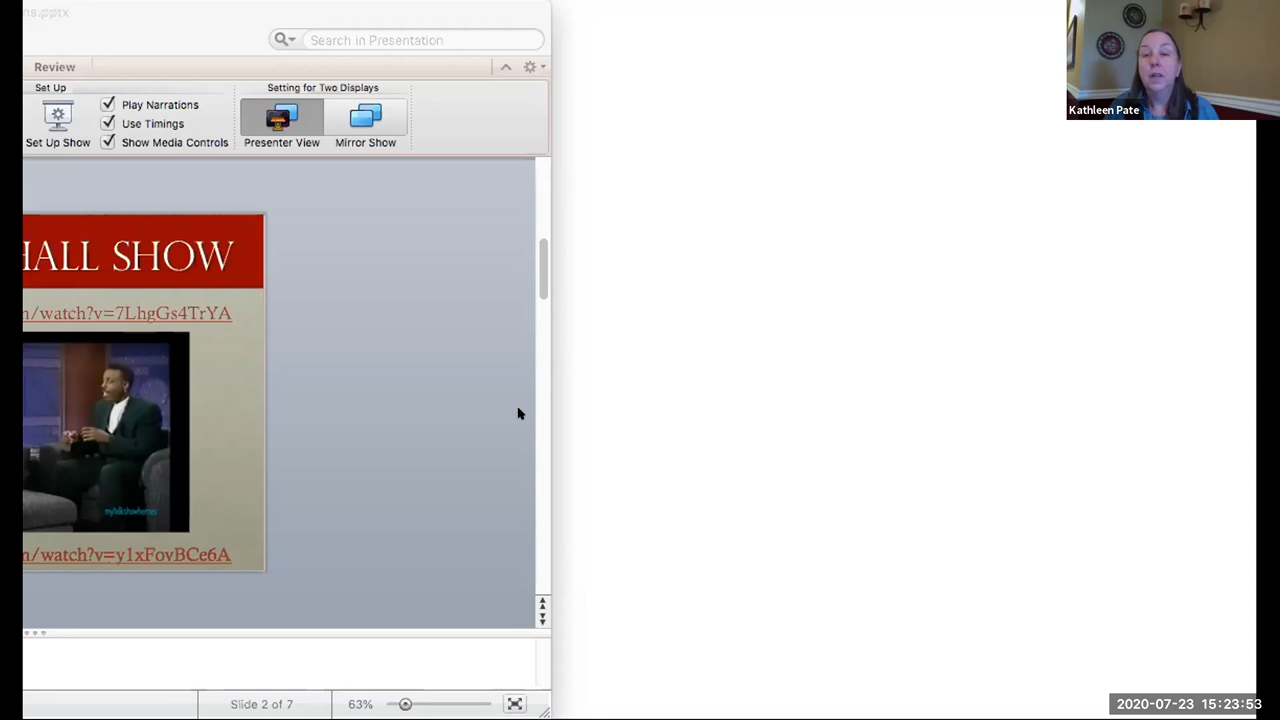 ns.pptx
Search in Presentation
Review
Set Up
Setting for Two Displays
Play Narrations
Use Timings
Set Up Show
Show Media Controls
Presenter View
Mirror Show
Kathleen Pate
HALL SHOW
m/watch?v=7LhgGs4TrYA
m/watch?v=y1xFovBCe6A
Slide 2 of 7
63%
2020-07-23 15:23:53